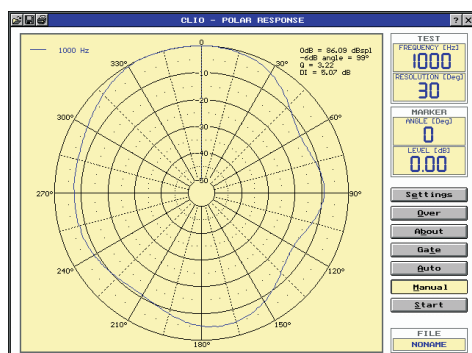 CLIO - POLAR RESPONSE
? ×
1000 Hz
0dB = 86.09 dBspl
-6dB angle = 99°
Q = 3.22
DI = 5.07 dB
0
330°
300°
270°
240°
210°
180°
150°
120°
90°
60°
-10
-20
-30
-40
-50
TEST
FREQUENCY [Hz]
1000
RESOLUTION [Deg]
30
MARKER
ANGLE [Deg]
0
LEVEL [dB]
0.00
Settings
Over
About
Gate
Auto
Manual
Start
FILE
NONAME